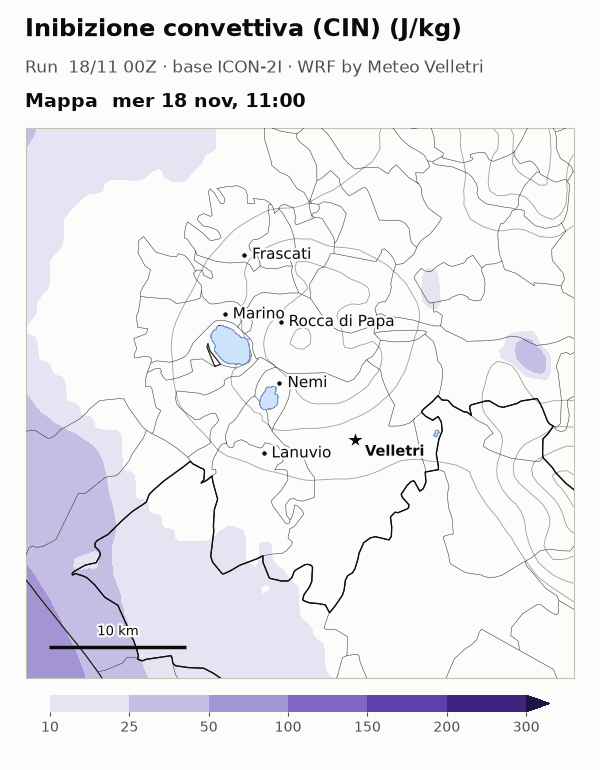 Inibizione convettiva (CIN) (J/kg)
Run 18/11 00Z · base ICON-2I · WRF by Meteo Velletri
Mappa mer 18 nov, 11:00
Frascati
Marino
Rocca di Papa
Nemi
Velletri
Lanuvio
10 km
10 25 50 100 150 200 300